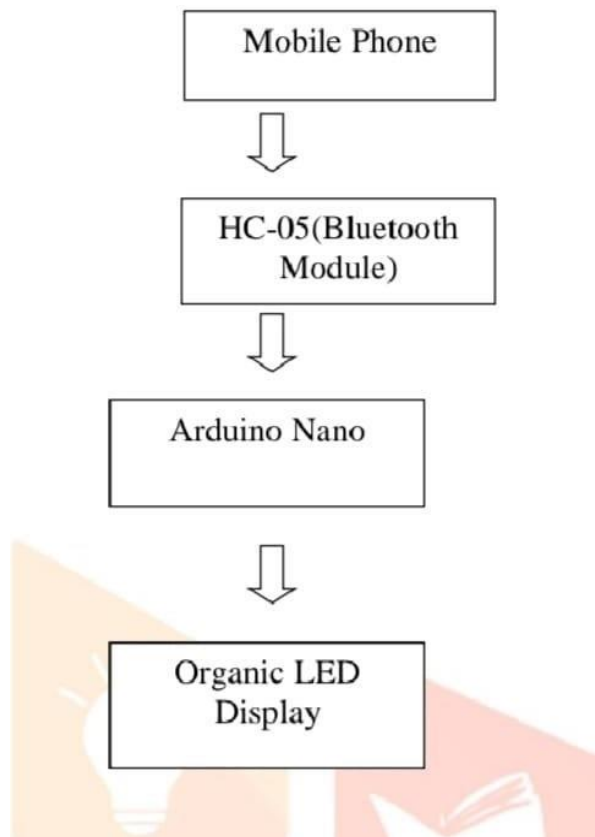 Mobile Phone
HC-05(Bluetooth
Module)
Arduino Nano
Organic LED
Display